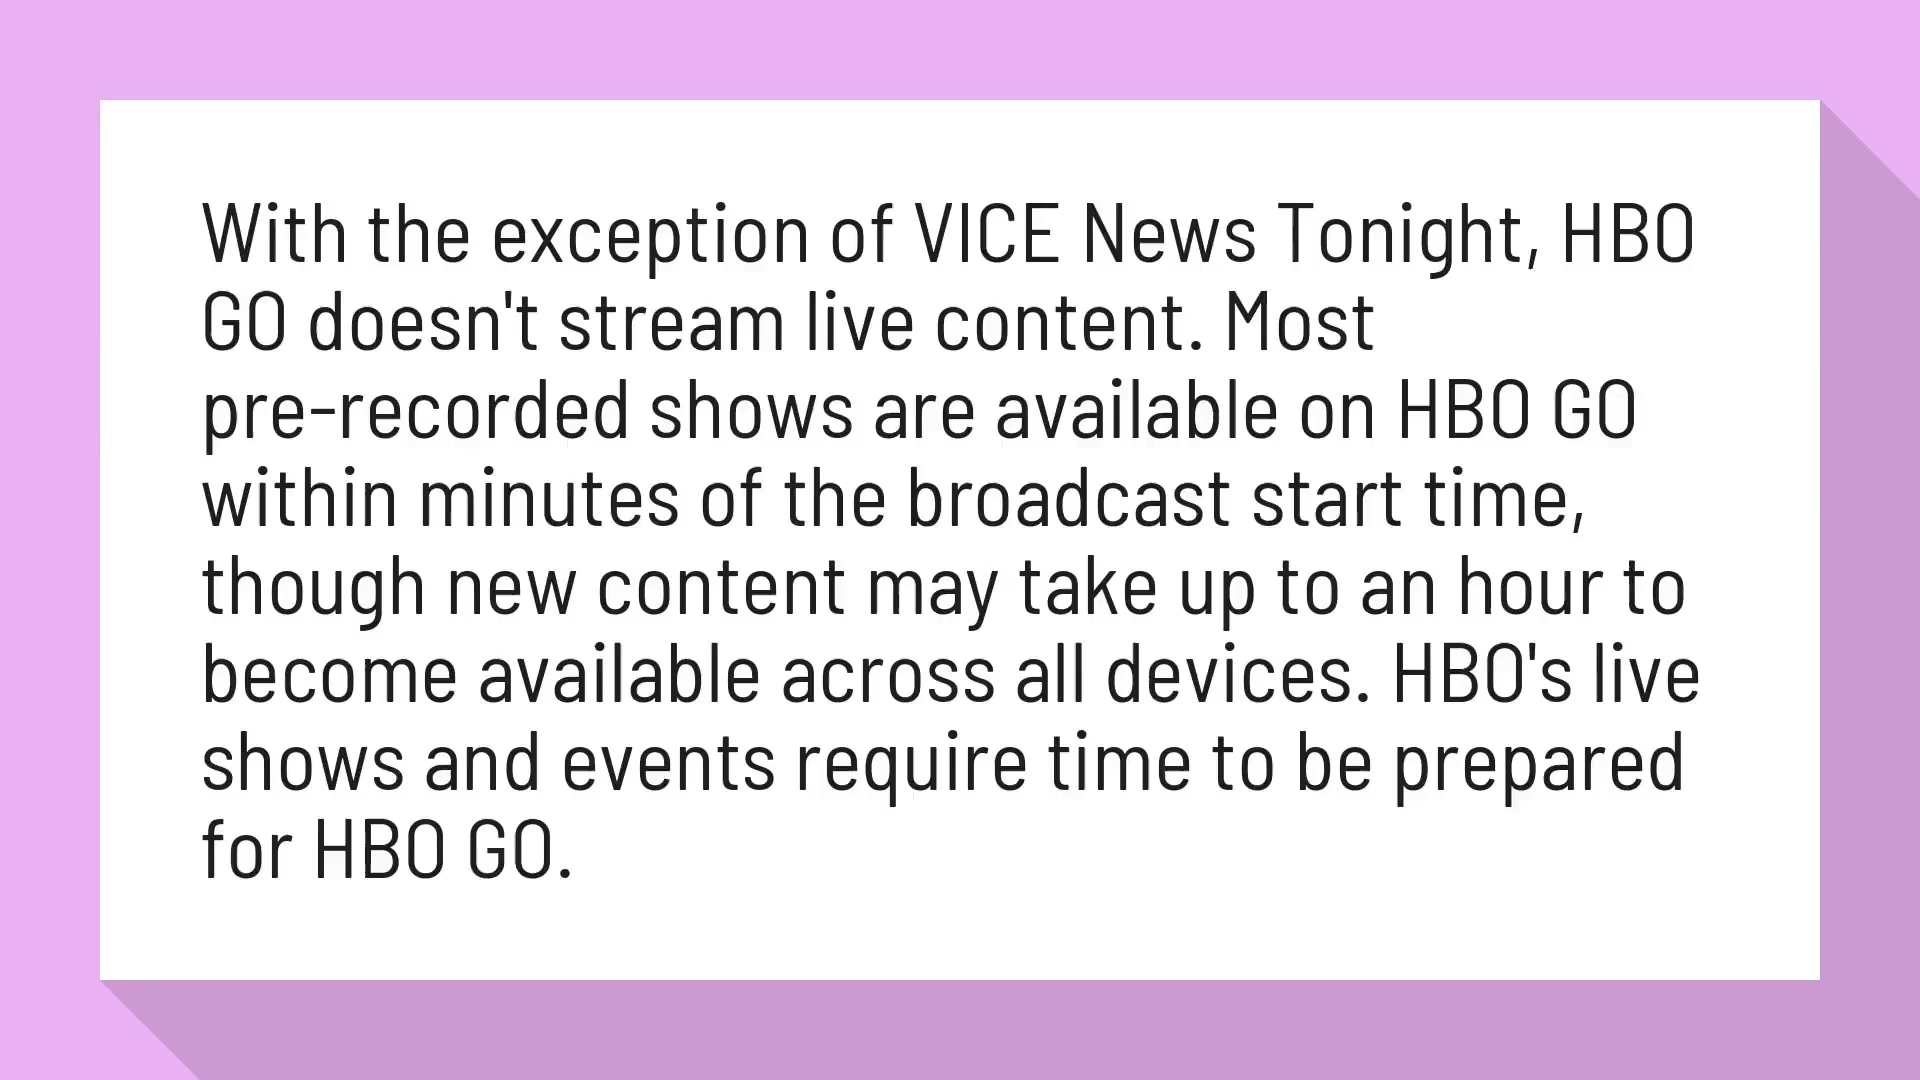 With the exception of VICE News Tonight, HBO
GO doesn't stream live content. Most
pre-recorded shows are available on HBO GO
within minutes of the broadcast start time,
though new content may take up to an hour to
become available across all devices. HBO's live
shows and events require time to be prepared
for HBO GO.